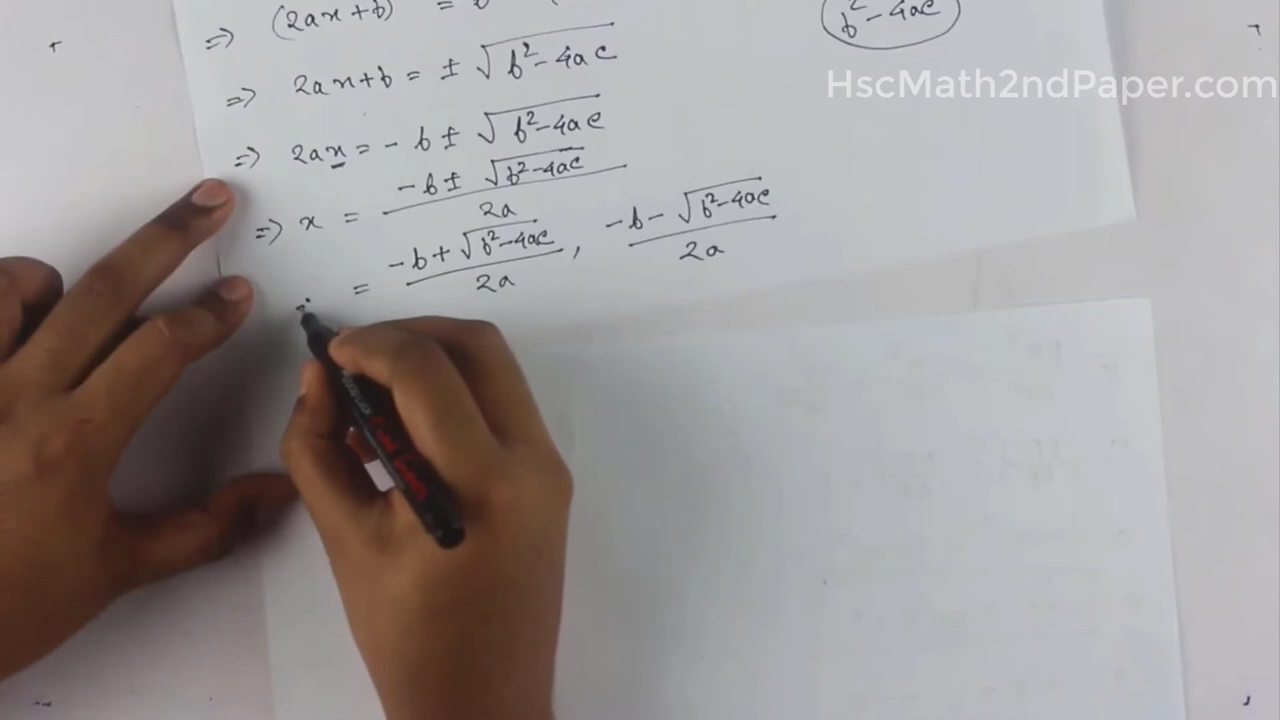 ⇒ (2ax+b) =
b²-4ac
⇒ 2ax+b = ± √b²-4ac
HscMath2ndPaper.com
⇒ 2ax = - b ± √b²-4ac
⇒ x = -b ± √b²-4ac / 2a
= -b + √b²-4ac / 2a , -b - √b²-4ac / 2a